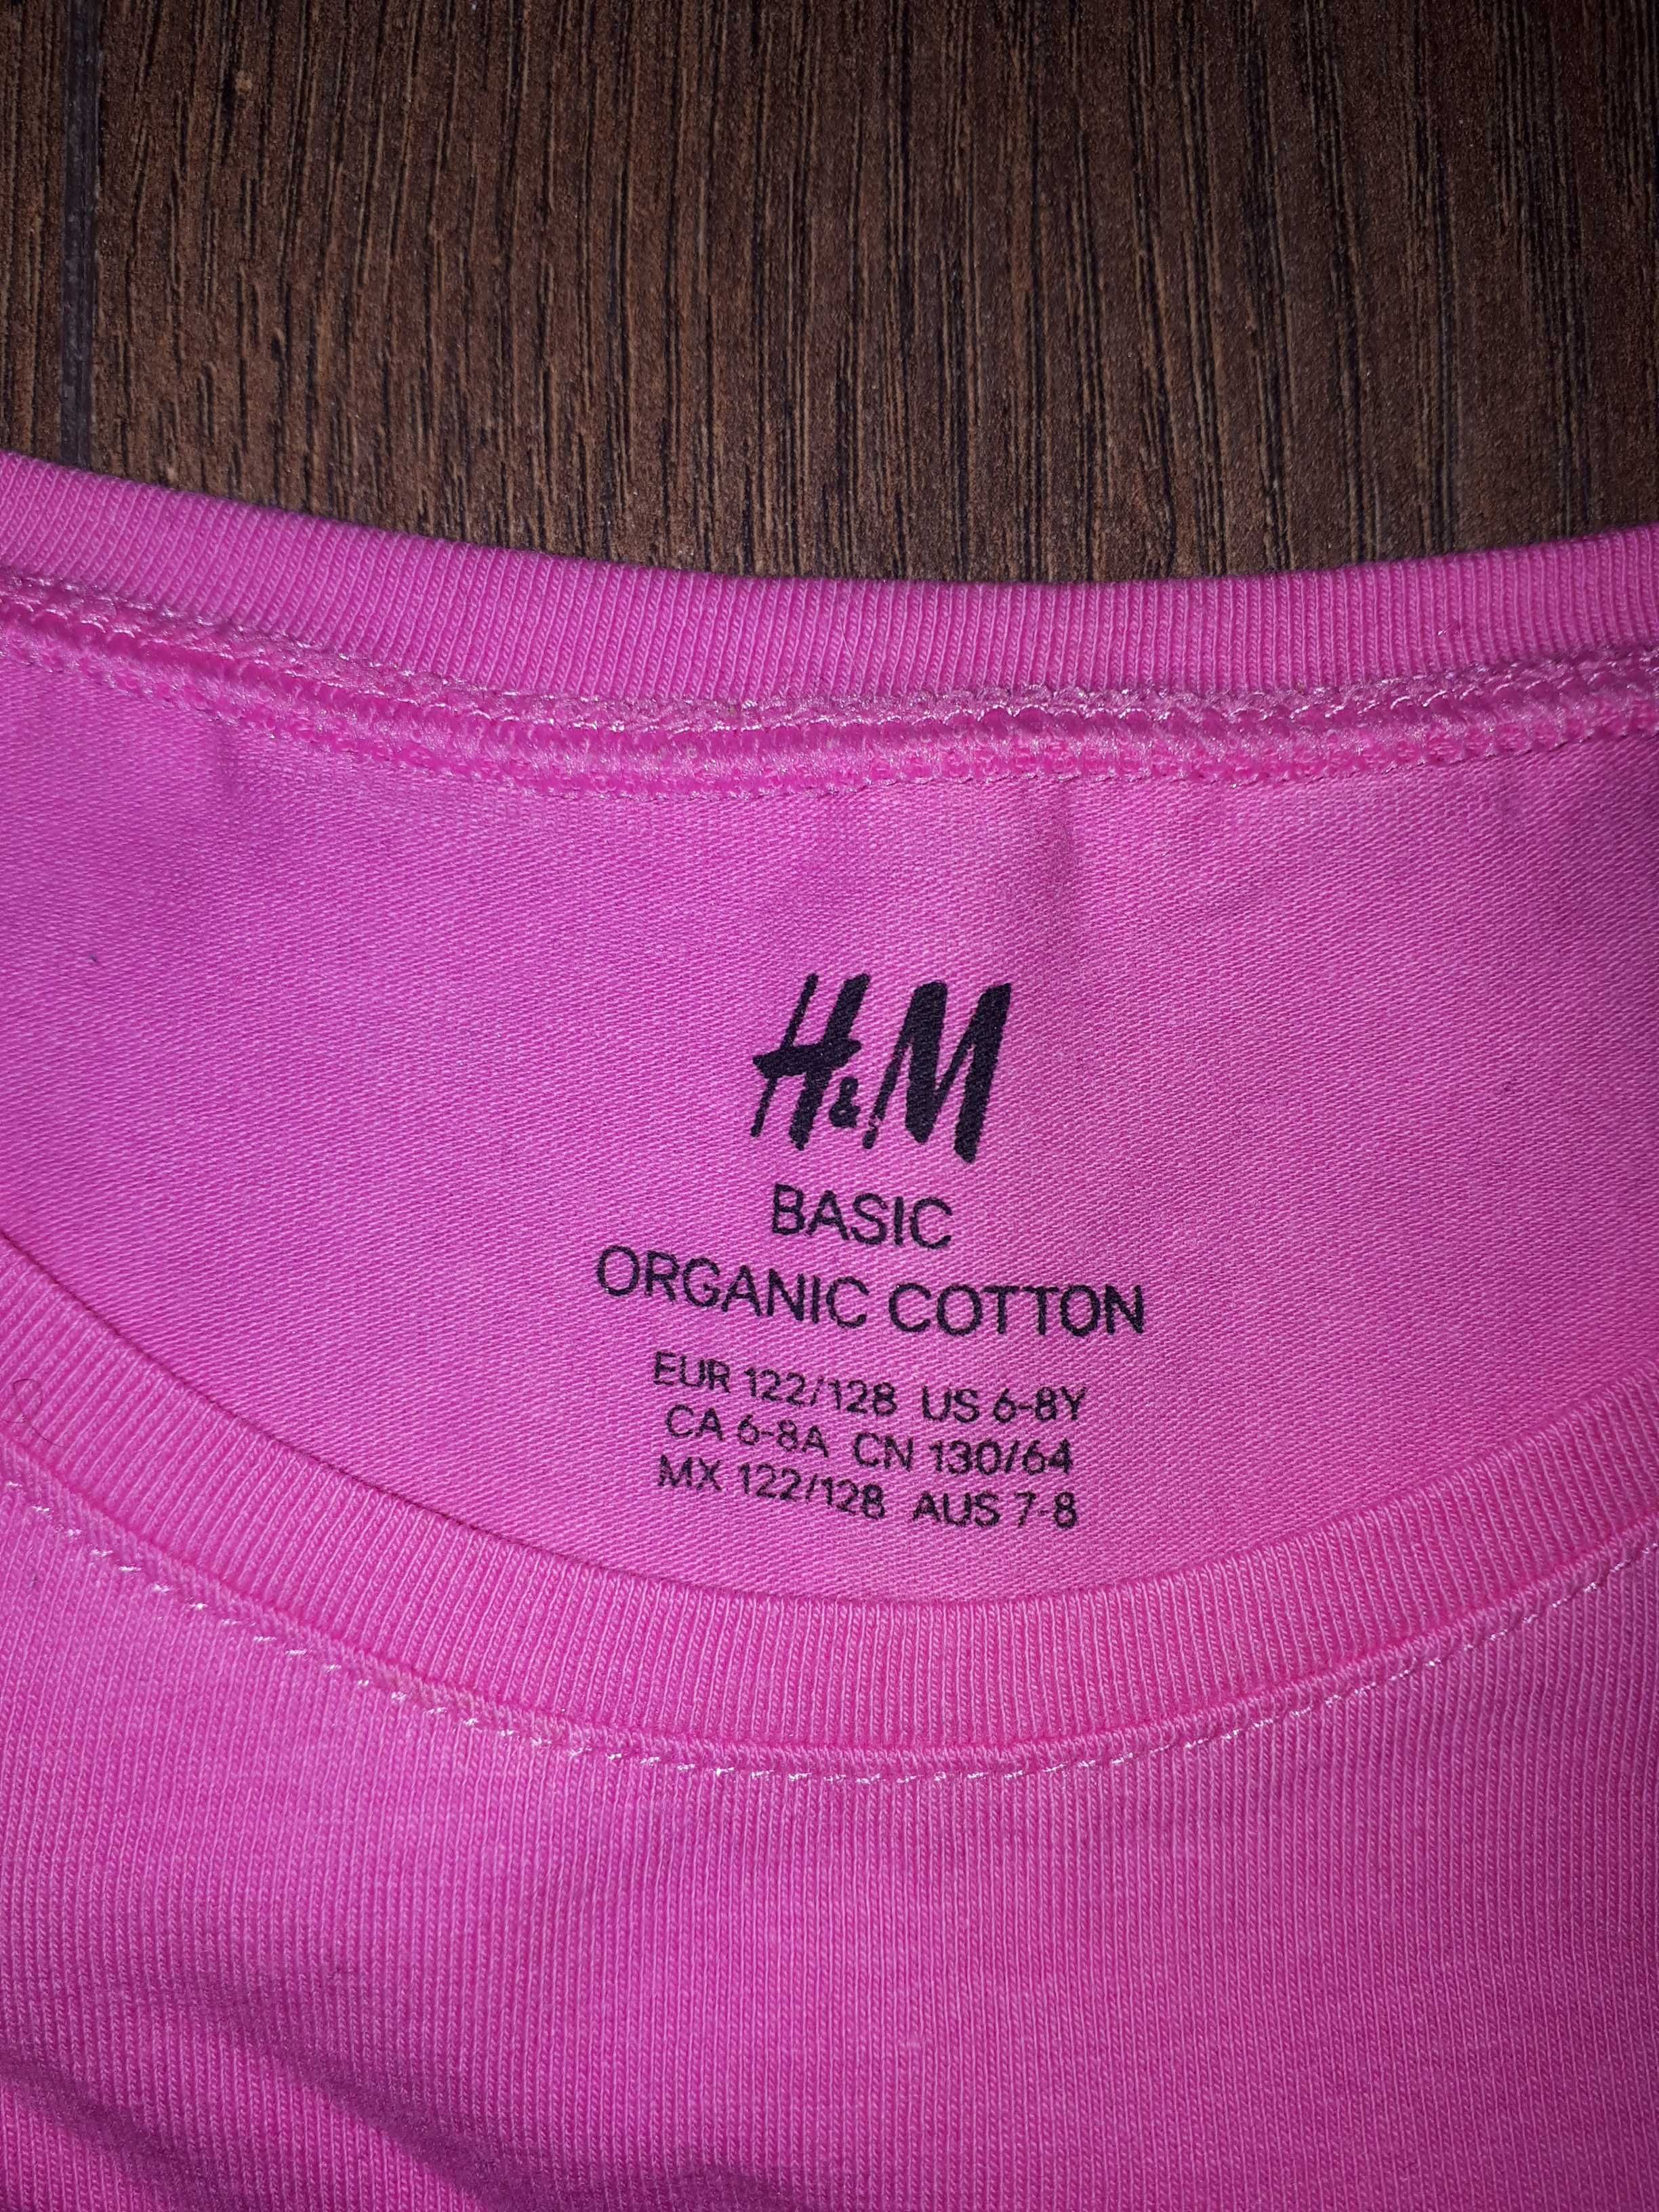 H&M
BASIC
ORGANIC COTTON
EUR 122/128 US 6-8Y
CA 6-8A CN 130/64
MX 122/128 AUS 7-8